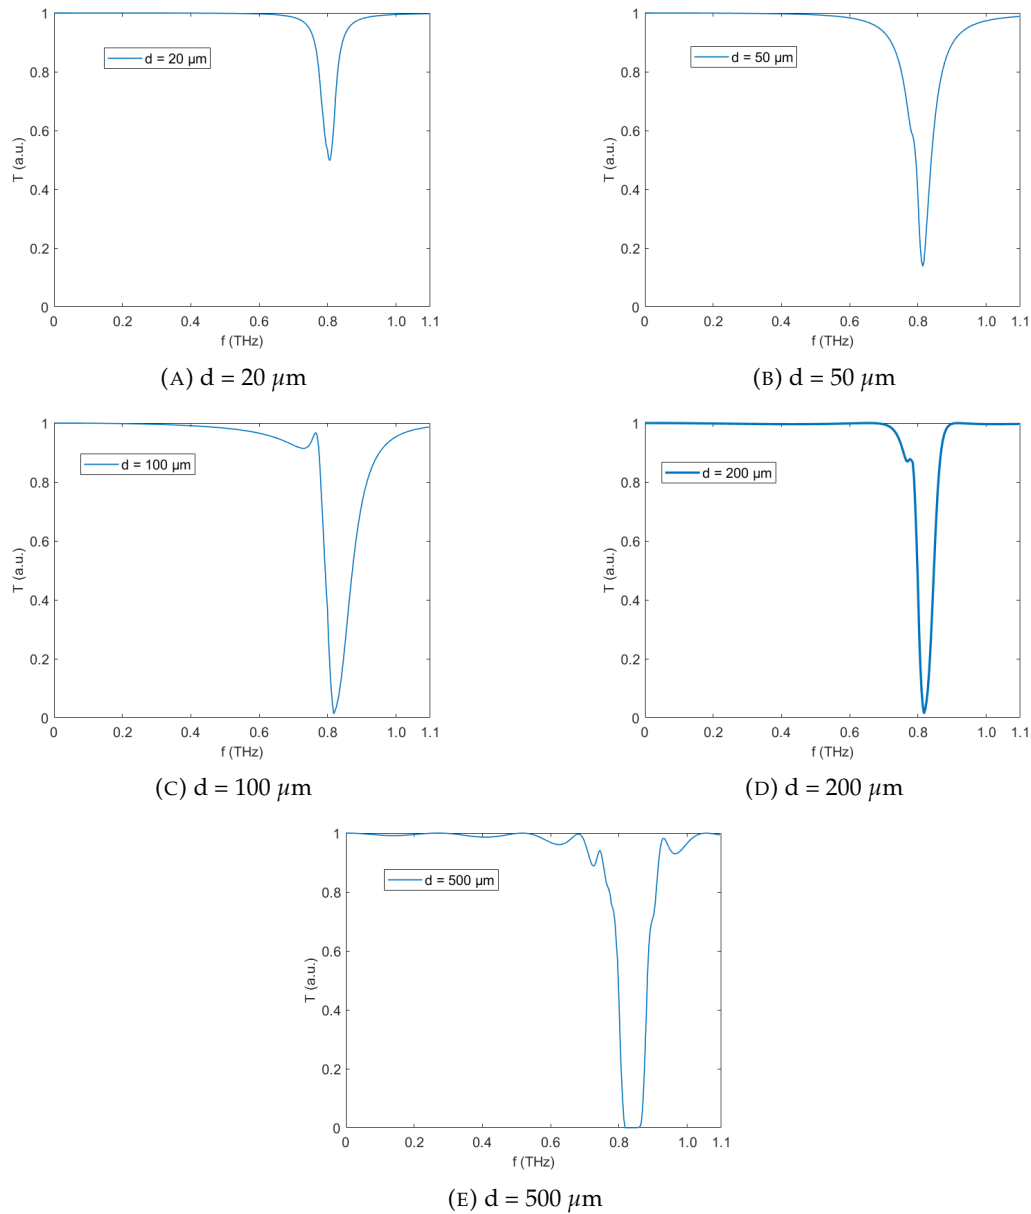 1
0.8
0.6
0.4
0.2
0
T (a.u.)
d = 20 µm
0 0.2 0.4 0.6 0.8 1.0 1.1
f (THz)
(A) d = 20 µm
1
0.8
0.6
0.4
0.2
0
T (a.u.)
d = 50 µm
0 0.2 0.4 0.6 0.8 1.0 1.1
f (THz)
(B) d = 50 µm
1
0.8
0.6
0.4
0.2
0
T (a.u.)
d = 100 µm
0 0.2 0.4 0.6 0.8 1.0 1.1
f (THz)
(C) d = 100 µm
1
0.8
0.6
0.4
0.2
0
T (a.u.)
d = 200 µm
0 0.2 0.4 0.6 0.8 1.0 1.1
f (THz)
(D) d = 200 µm
1
0.8
0.6
0.4
0.2
0
T (a.u.)
d = 500 µm
0 0.2 0.4 0.6 0.8 1.0 1.1
f (THz)
(E) d = 500 µm